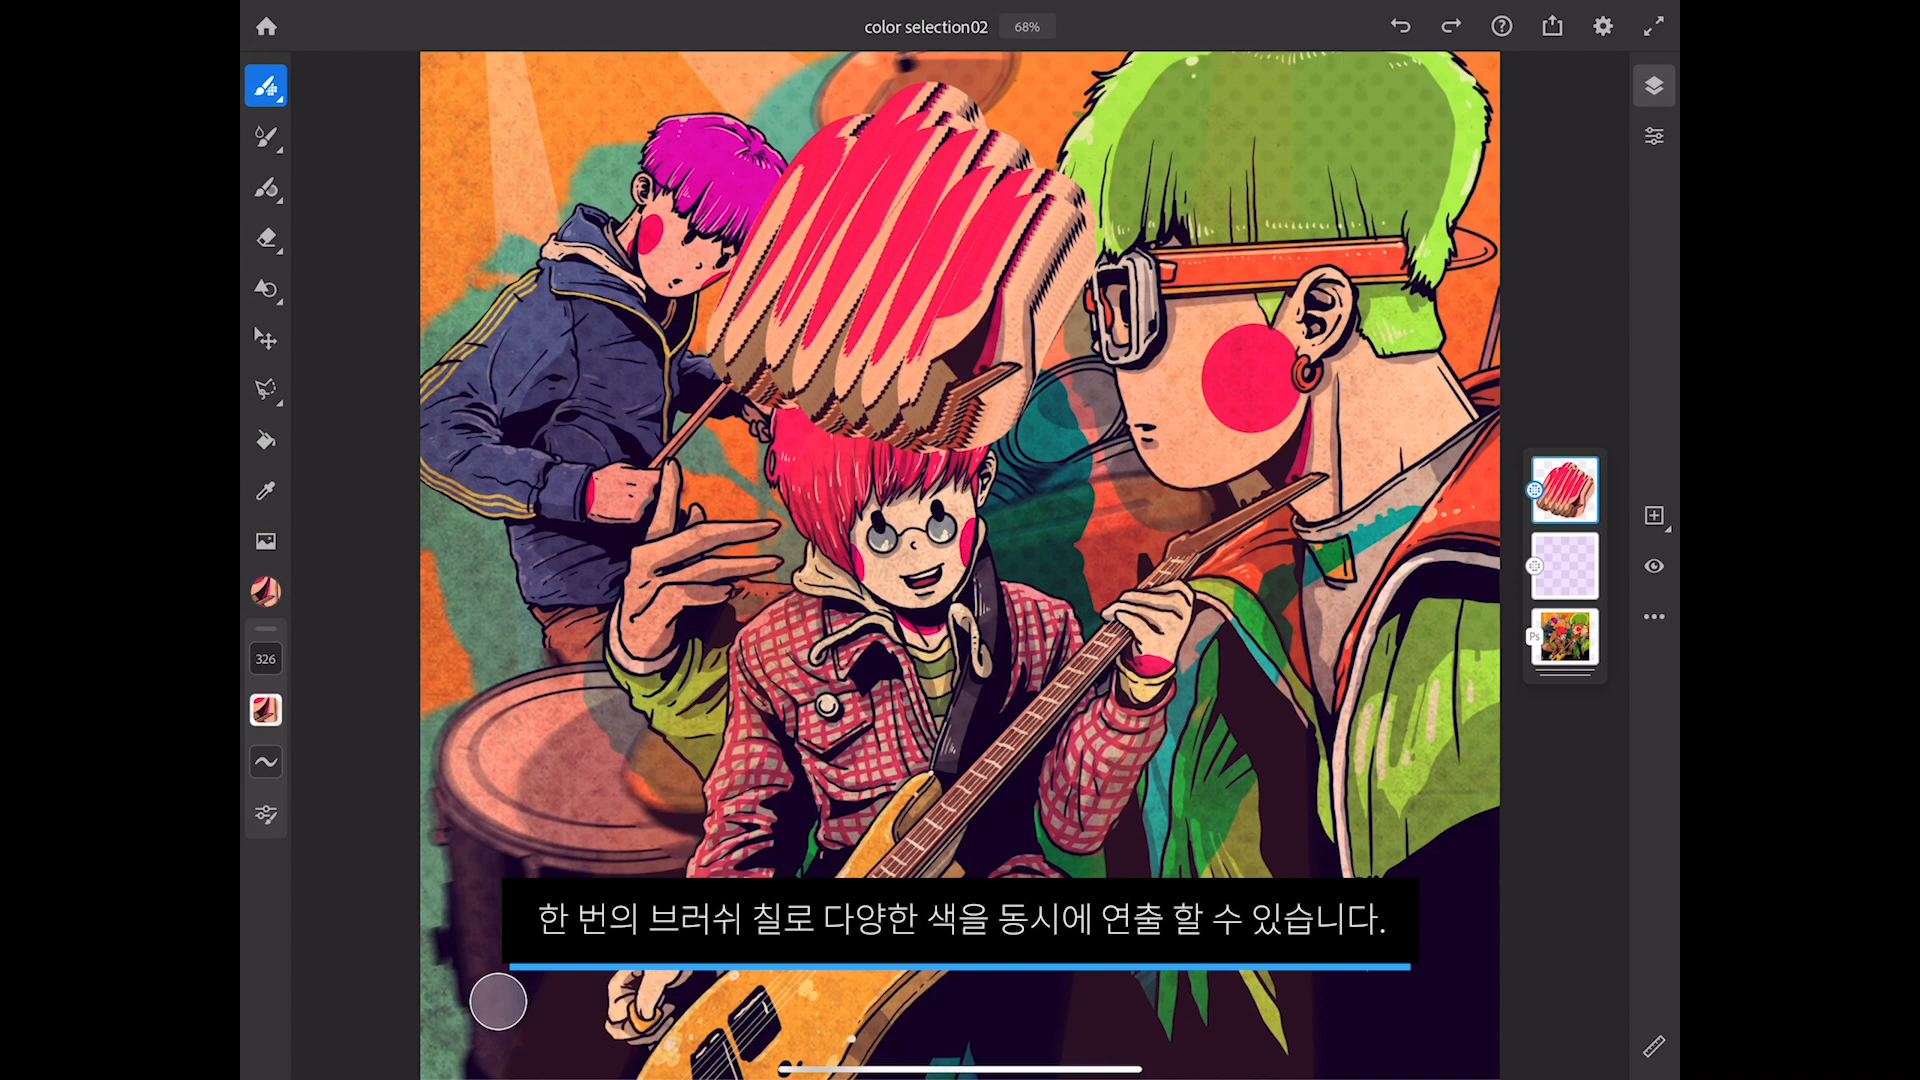 color selection02 68%
326
Ps
한 번의 브러쉬 칠로 다양한 색을 동시에 연출 할 수 있습니다.